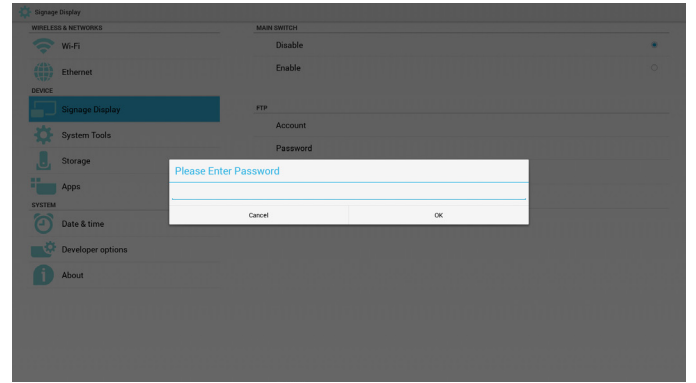 Signage Display
WIRELESS & NETWORKS
Wi-Fi
Ethernet
DEVICE
Signage Display
System Tools
Storage
Apps
SYSTEM
Date & time
Developer options
About
MAIN SWITCH
Disable
Enable
FTP
Account
Password
Please Enter Password
Cancel
OK